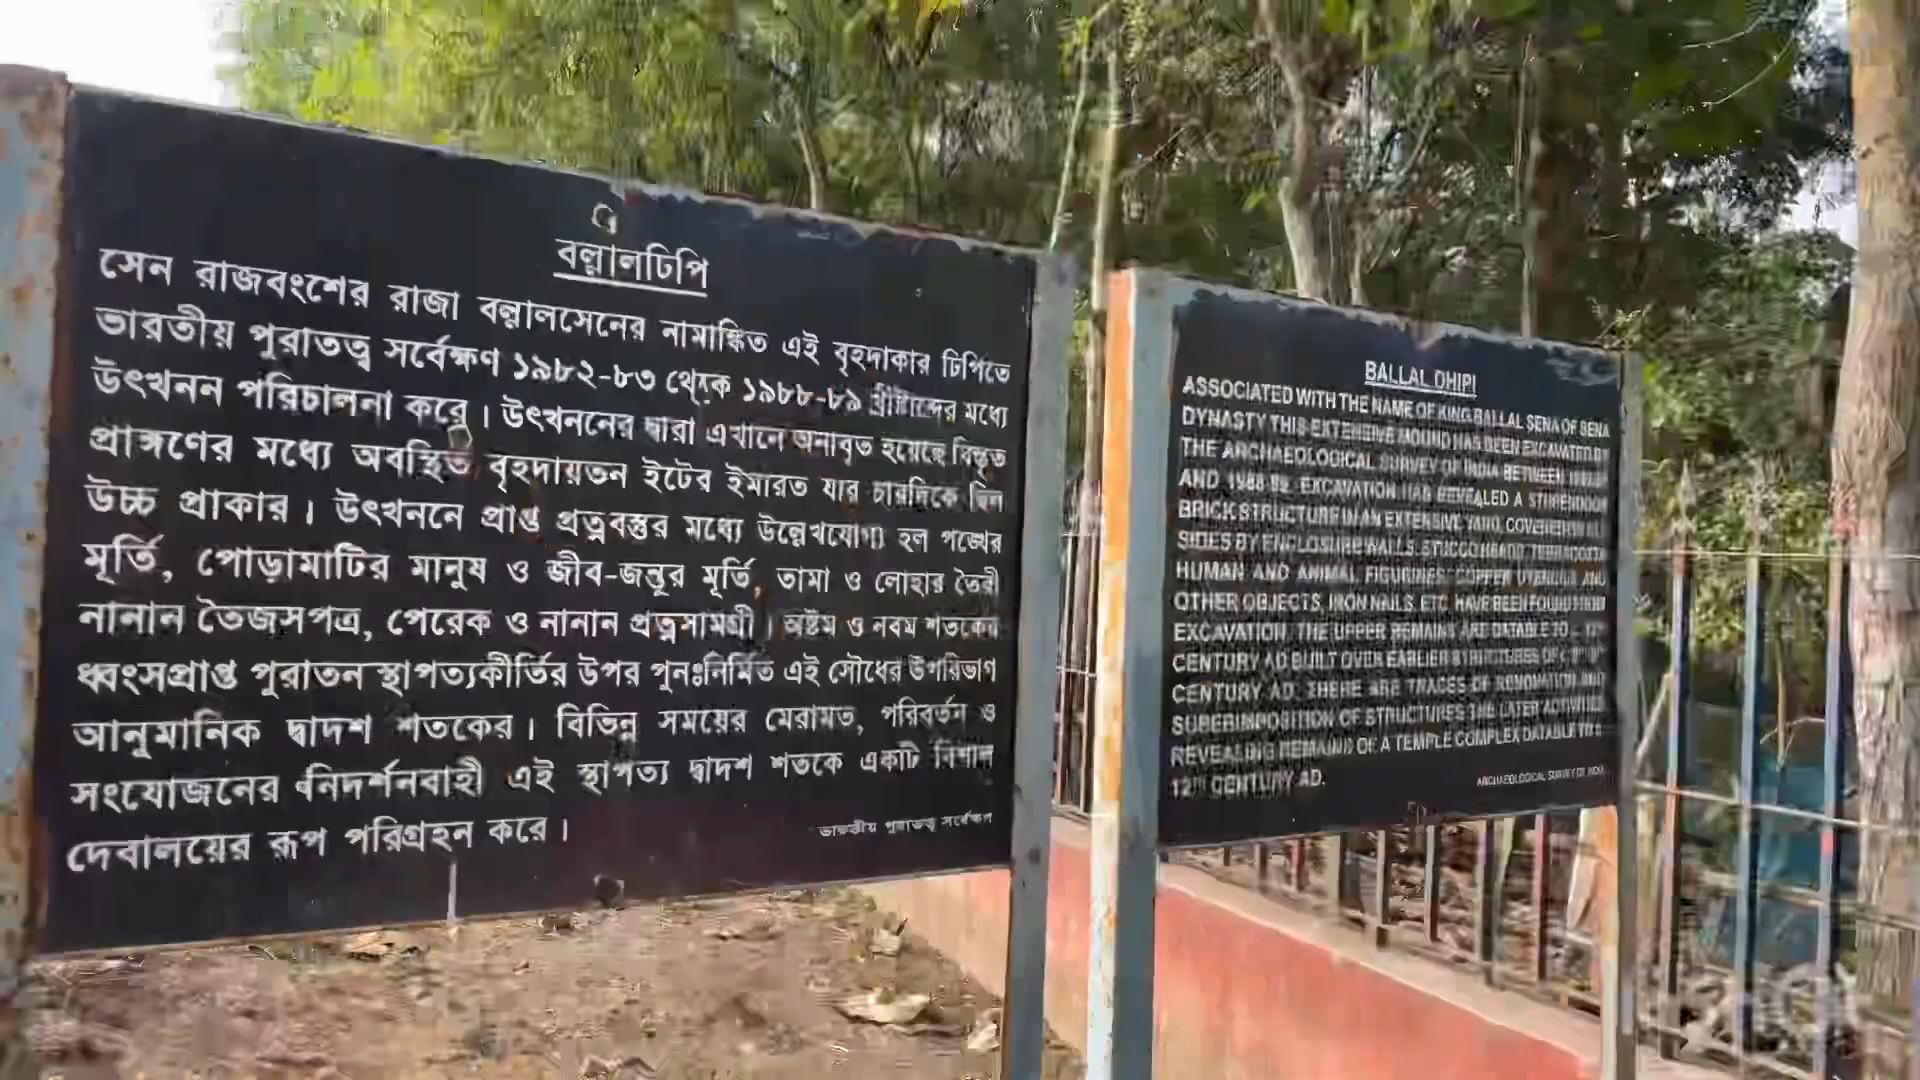 বল্লালঢিপি
সেন রাজবংশের রাজা বল্লালসেনের নামাঙ্কিত এই বৃহদাকার ঢিপিতে
ভারতীয় পুরাতত্ত্ব সর্বেক্ষণ ১৯৮২-৮৩ থেকে ১৯৮৮-৮৯ খ্রীষ্টাব্দের মধ্যে
উৎখনন পরিচালনা করে। উৎখননের দ্বারা এখানে অনাবৃত হয়েছে বিস্তৃত
প্রাঙ্গণের মধ্যে অবস্থিত বৃহদায়তন ইটের ইমারত যার চারদিকে ছিল
উচ্চ প্রাকার। উৎখননে প্রাপ্ত প্রত্নবস্তুর মধ্যে উল্লেখযোগ্য হল পঙ্খের
মূর্তি, পোড়ামাটির মানুষ ও জীব-জন্তুর মূর্তি, তামা ও লোহার তৈরী
নানান তৈজসপত্র, পেরেক ও নানান প্রত্নসামগ্রী। অষ্টম ও নবম শতকের
ধ্বংসপ্রাপ্ত পুরাতন স্থাপত্যকীর্তির উপর পুনঃনির্মিত এই সৌধের উপরিভাগ
আনুমানিক দ্বাদশ শতকের। বিভিন্ন সময়ের মেরামত, পরিবর্তন ও
সংযোজনের নিদর্শনবাহী এই স্থাপত্য দ্বাদশ শতকে একটি বিশাল
দেবালয়ের রূপ পরিগ্রহন করে।
ভারতীয় পুরাতত্ত্ব সর্বেক্ষণ
BALLAL DHIPI
ASSOCIATED WITH THE NAME OF KING BALLAL SENA OF SENA
DYNASTY THIS EXTENSIVE MOUND HAS BEEN EXCAVATED BY
THE ARCHAEOLOGICAL SURVEY OF INDIA BETWEEN
AND 1988-89. EXCAVATION HAS REVEALED A
BRICK STRUCTURE IN AN EXTENSIVE
SIDES BY ENCLOSURE WALLS. STUCCO HEADS, TERRACOTTA
HUMAN AND ANIMAL FIGURINES, COPPER UTENSILS AND
OTHER OBJECTS, IRON NAILS, ETC. HAVE BEEN FOUND FROM
EXCAVATION. THE UPPER REMAINS ARE DATABLE TO
CENTURY AD BUILT OVER EARLIER STRUCTURES OF
CENTURY AD. THERE ARE TRACES OF RENOVATION AND
SUPERIMPOSITION OF STRUCTURES THE LATER ACTIVITIES
REVEALING REMAINS OF A TEMPLE COMPLEX DATABLE TO
12TH CENTURY AD.
ARCHAEOLOGICAL SURVEY OF INDIA